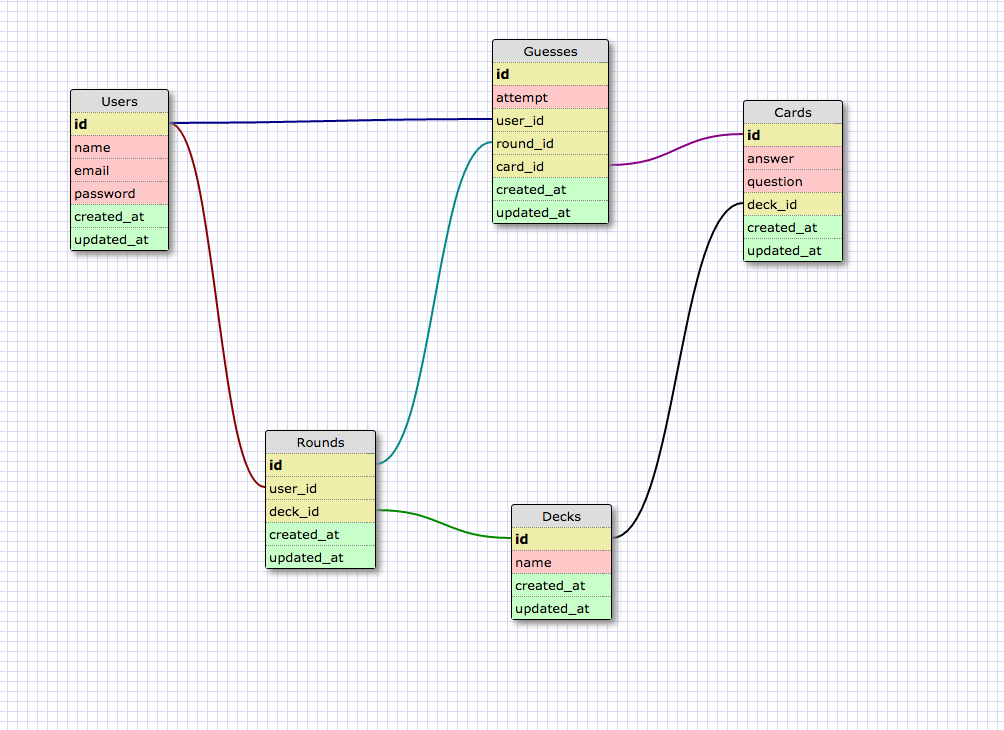 Users
id
name
email
password
created_at
updated_at
Guesses
id
attempt
user_id
round_id
card_id
created_at
updated_at
Cards
id
answer
question
deck_id
created_at
updated_at
Rounds
id
user_id
deck_id
created_at
updated_at
Decks
id
name
created_at
updated_at